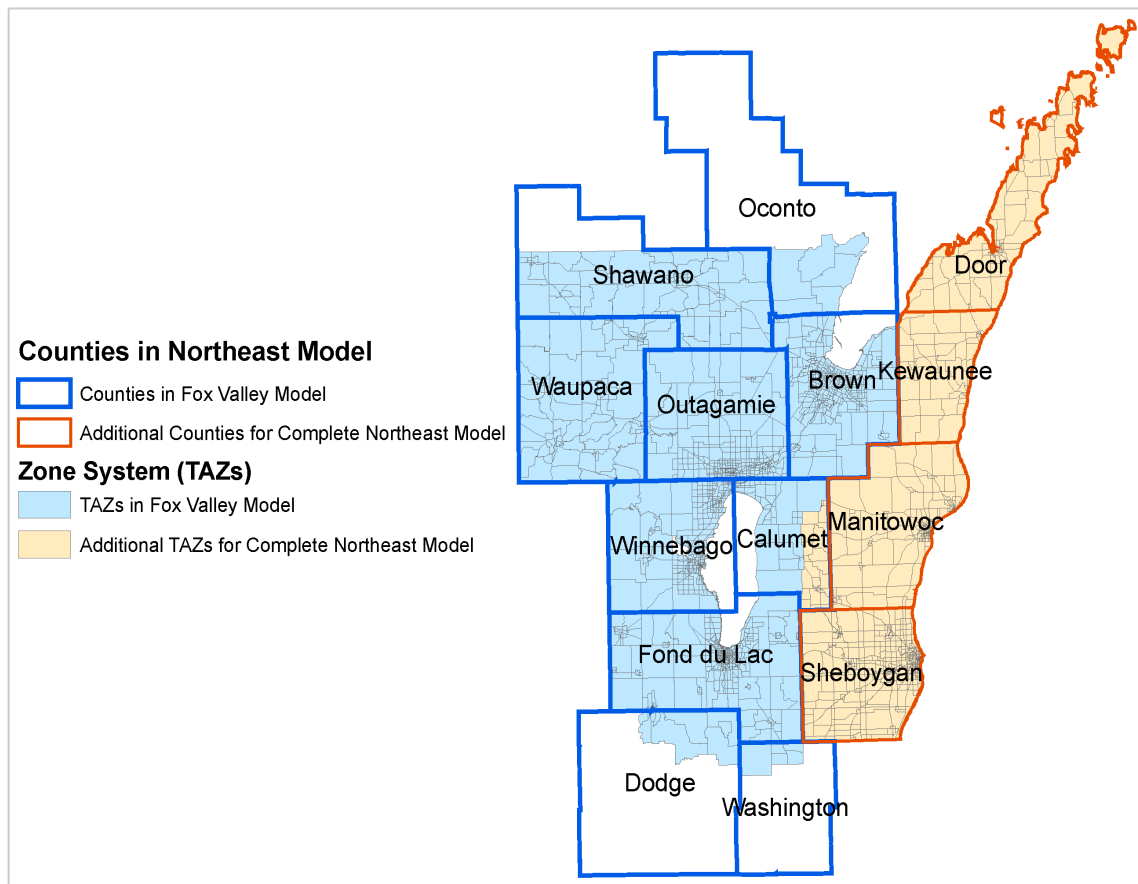 Oconto
Door
Shawano
Counties in Northeast Model
Counties in Fox Valley Model
Additional Counties for Complete Northeast Model
Zone System (TAZs)
TAZs in Fox Valley Model
Additional TAZs for Complete Northeast Model
Waupaca
Outagamie
Brown
Kewaunee
Winnebago
Calumet
Manitowoc
Fond du Lac
Sheboygan
Dodge
Washington